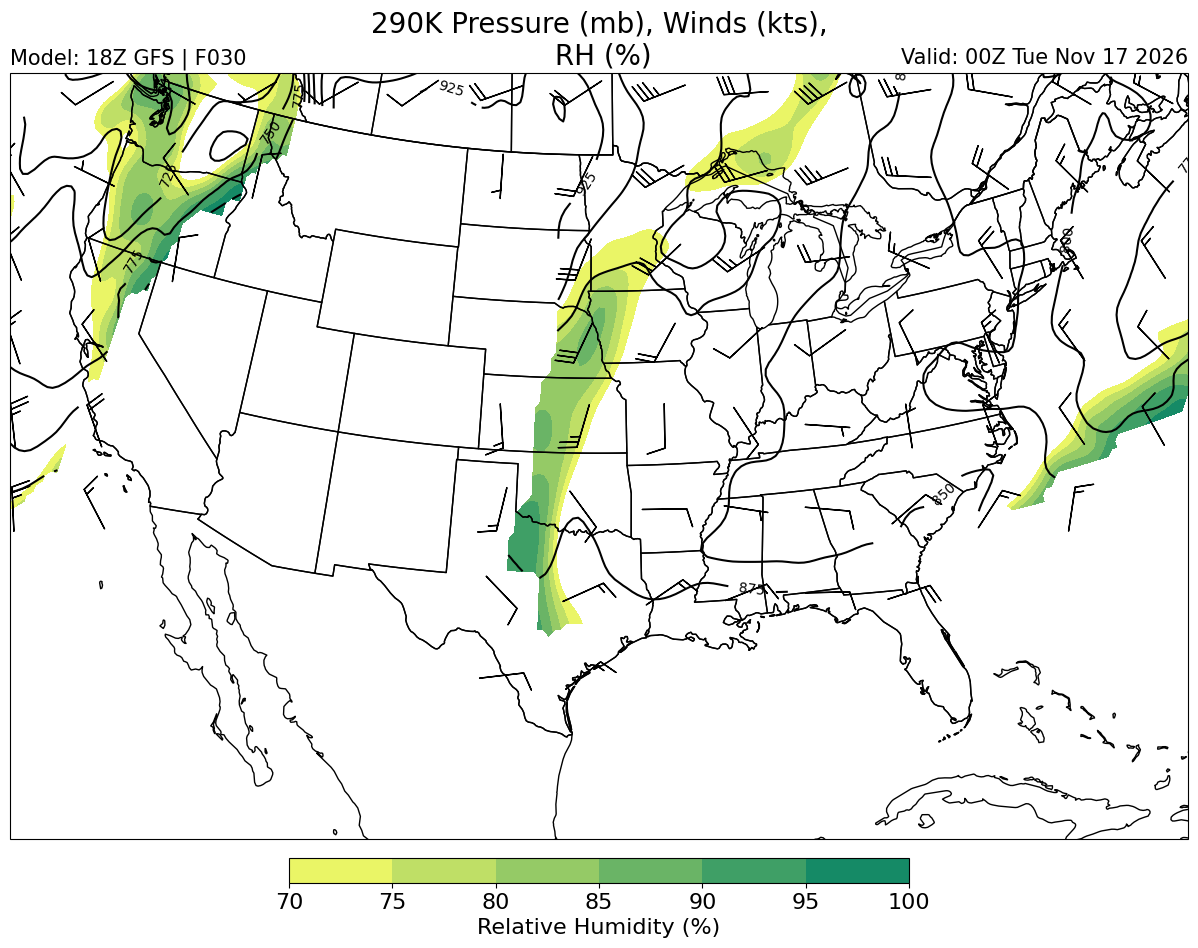 290K Pressure (mb), Winds (kts),
RH (%)
Model: 18Z GFS | F030
Valid: 00Z Tue Nov 17 2026
925
775
750
725
775
925
800
850
875
70 75 80 85 90 95 100
Relative Humidity (%)